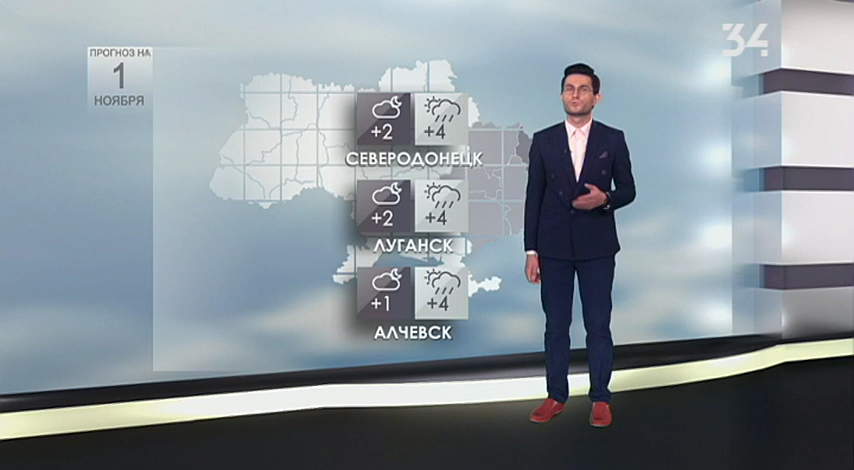 34
ПРОГНОЗ НА
1
НОЯБРЯ
+2 +4
СЕВЕРОДОНЕЦК
+2 +4
ЛУГАНСК
+1 +4
АЛЧЕВСК